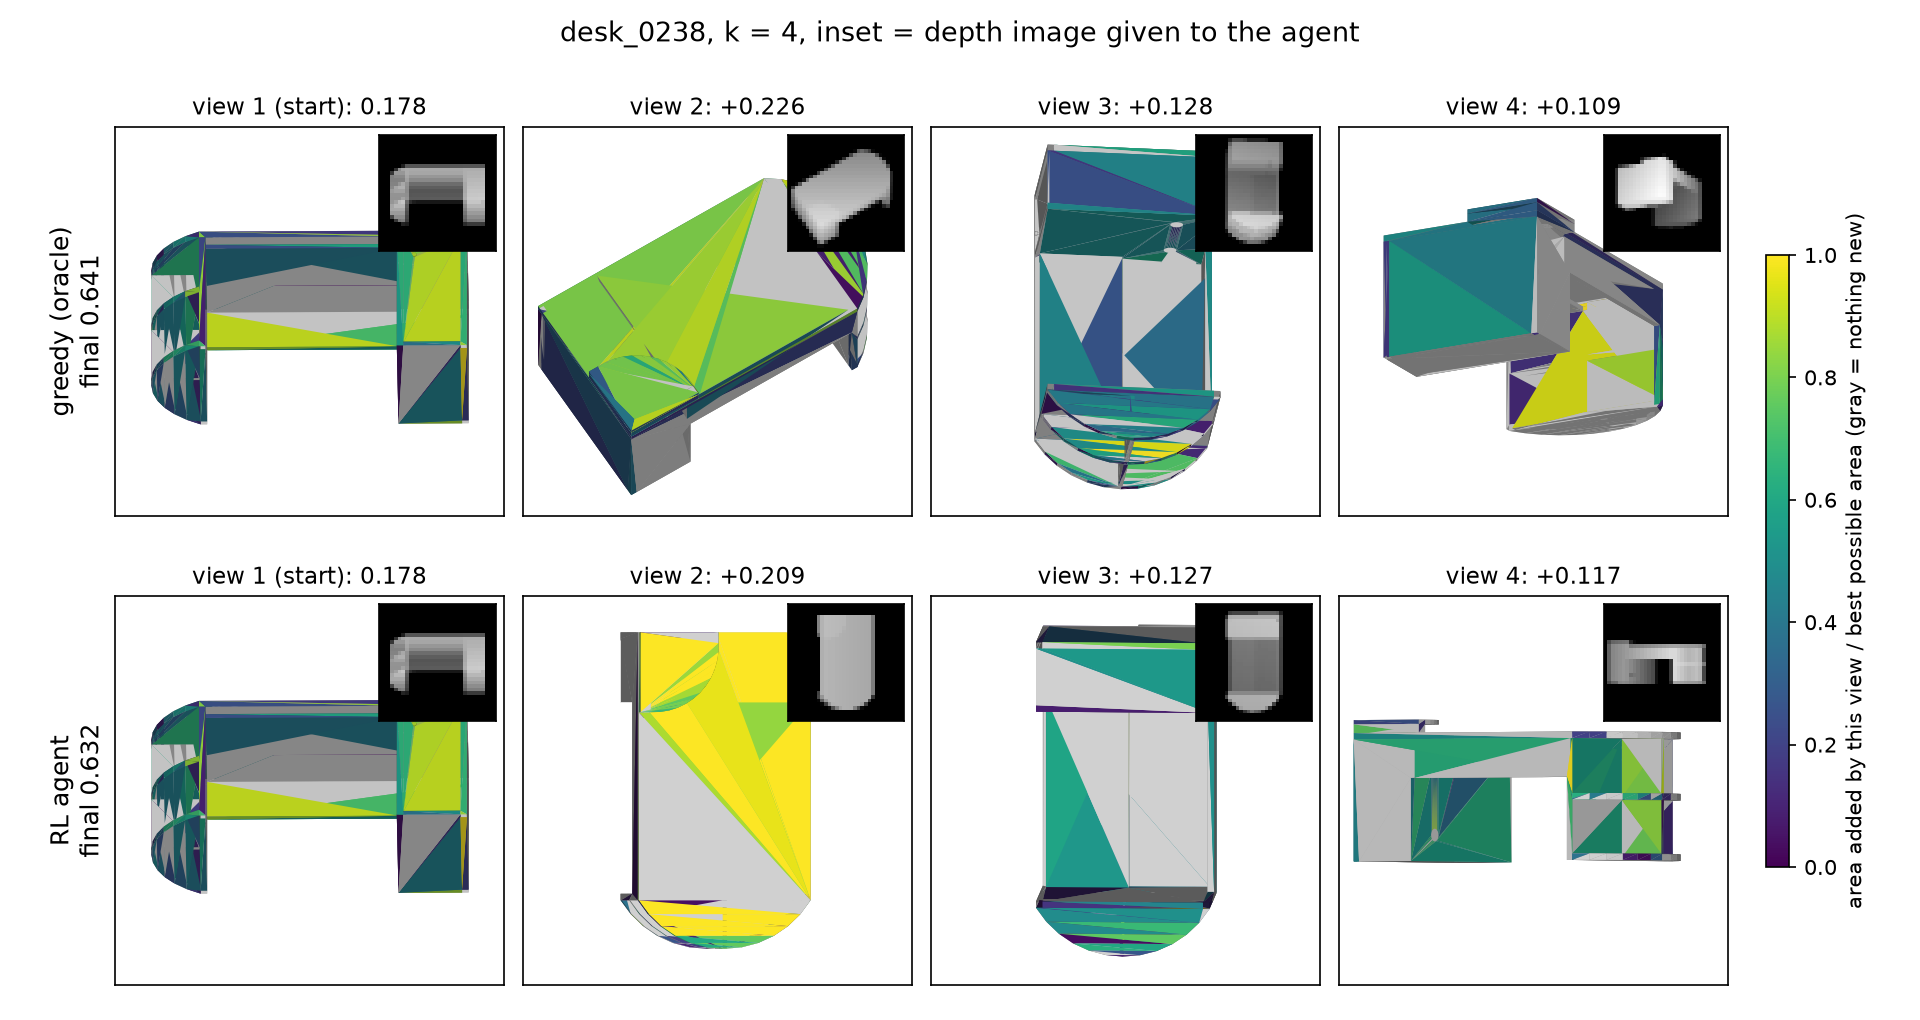 desk_0238, k = 4, inset = depth image given to the agent
greedy (oracle)
final 0.641
view 1 (start): 0.178
view 2: +0.226
view 3: +0.128
view 4: +0.109
RL agent
final 0.632
view 1 (start): 0.178
view 2: +0.209
view 3: +0.127
view 4: +0.117
1.0
0.8
0.6
0.4
0.2
0.0
area added by this view / best possible area (gray = nothing new)